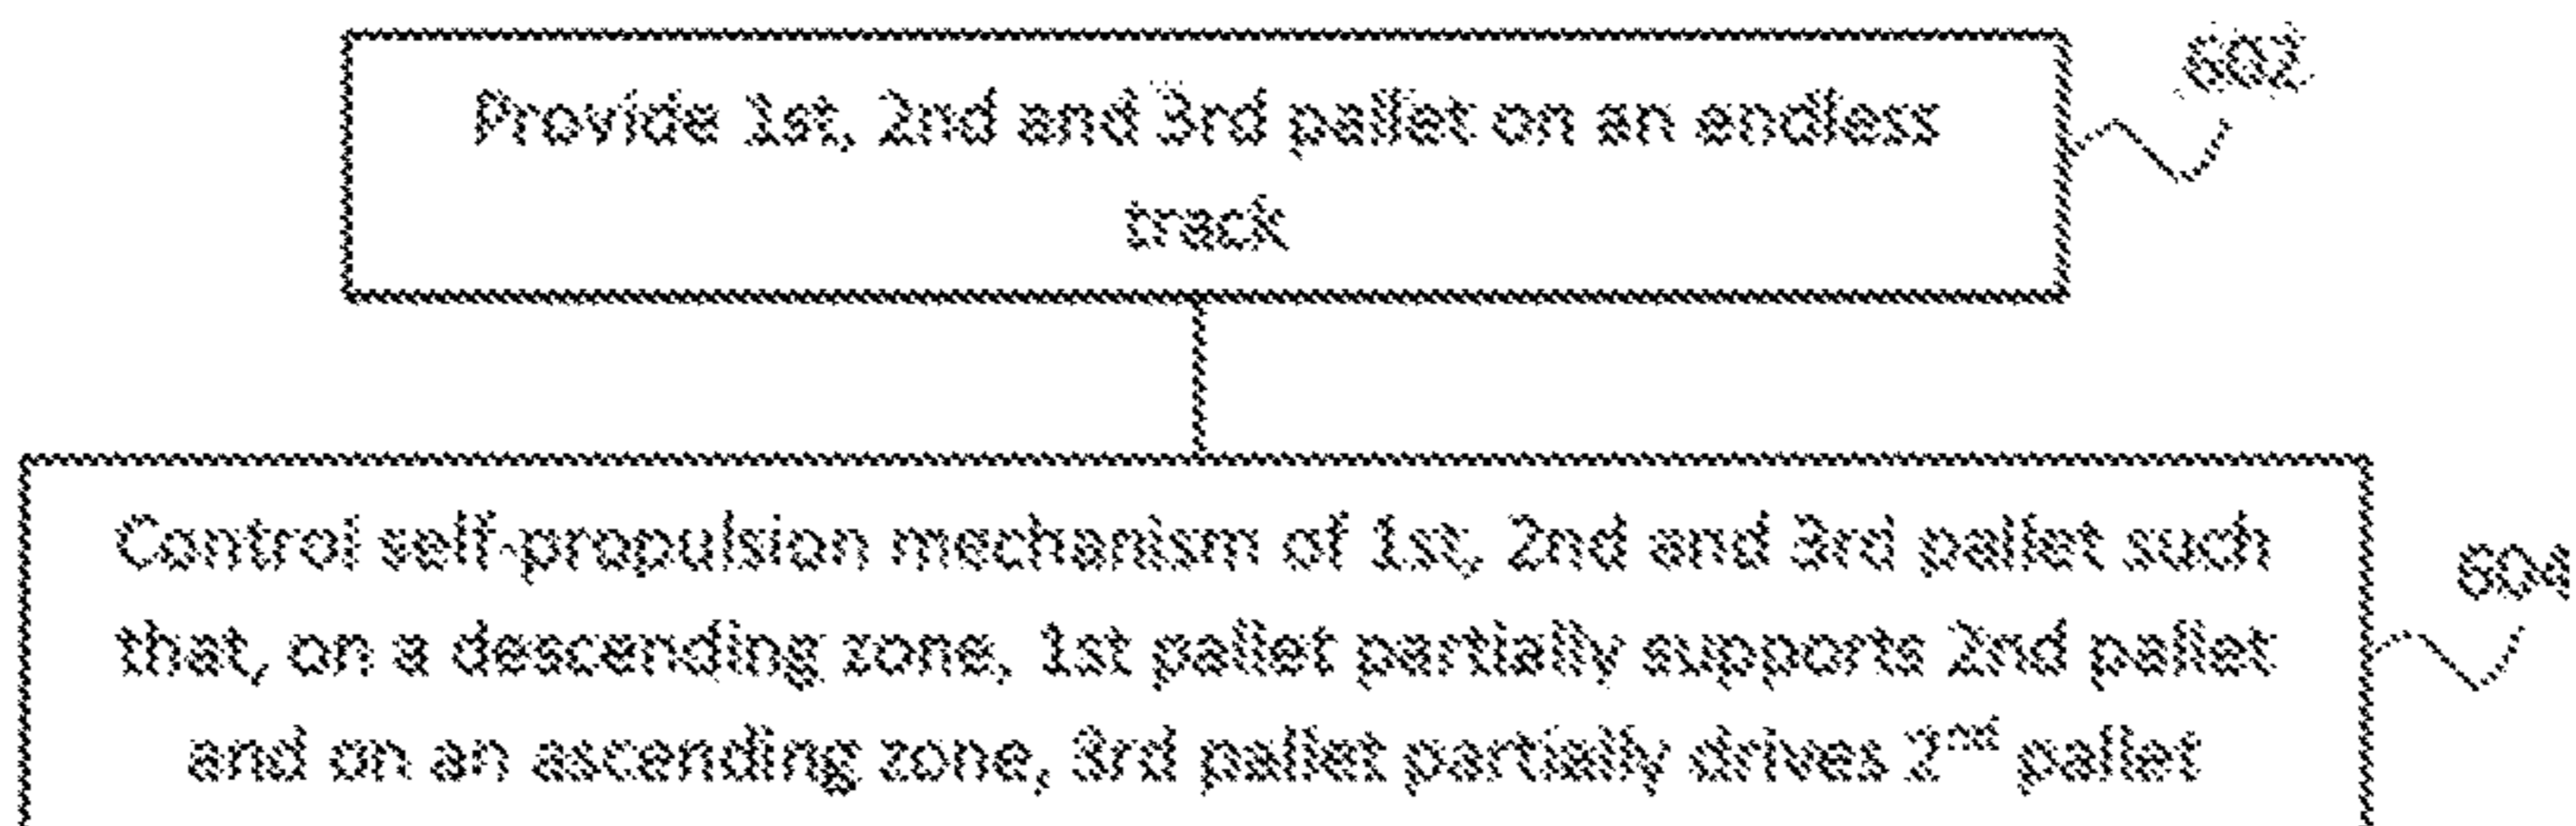 602
Provide 1st, 2nd and 3rd pallet on an endless
track
Control self-propulsion mechanism of 1st, 2nd and 3rd pallet such
604
that, on a descending zone, 1st pallet partially supports 2nd pallet
and on an ascending zone, 3rd pallet partially drives 2nd pallet